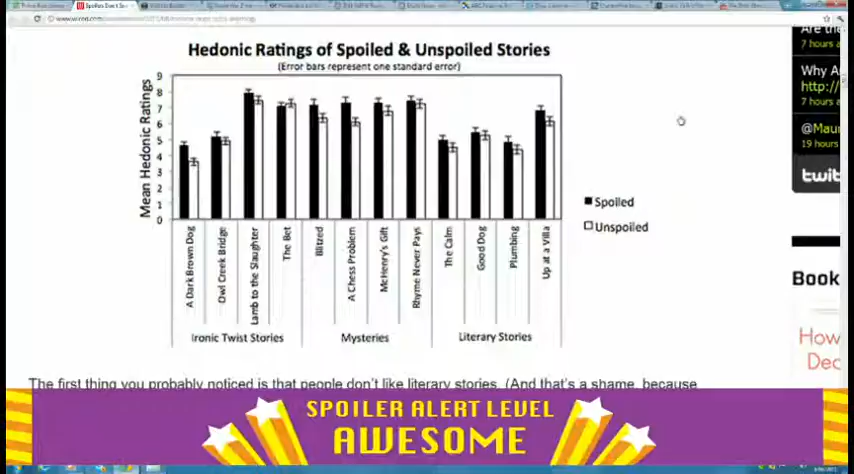 Hedonic Ratings of Spoiled & Unspoiled Stories
(Error bars represent one standard error)
Mean Hedonic Ratings
9
8
7
6
5
4
3
2
1
0
A Dark Brown Dog
Owl Creek Bridge
Lamb to the Slaughter
The Bet
Blitzed
A Chess Problem
McHenry's Gift
Rhyme Never Pays
The Calm
Good Dog
Plumbing
Up at a Villa
Ironic Twist Stories
Mysteries
Literary Stories
Spoiled
Unspoiled
Are the
7 hours a
Why A
http://
7 hours a
@Maur
19 hours
twit
Book
How
Dec
The first thing you probably noticed is that people don't like literary stories. (And that's a shame, because
SPOILER ALERT LEVEL
AWESOME